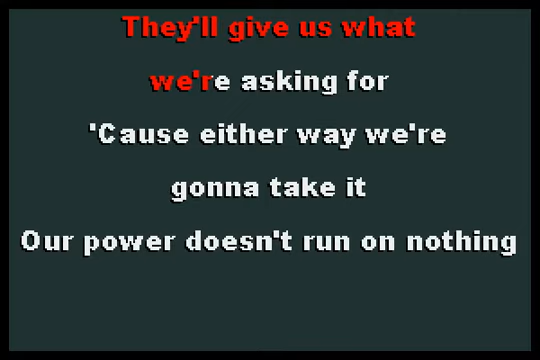 They'll give us what
we're asking for
'Cause either way we're
gonna take it
Our power doesn't run on nothing